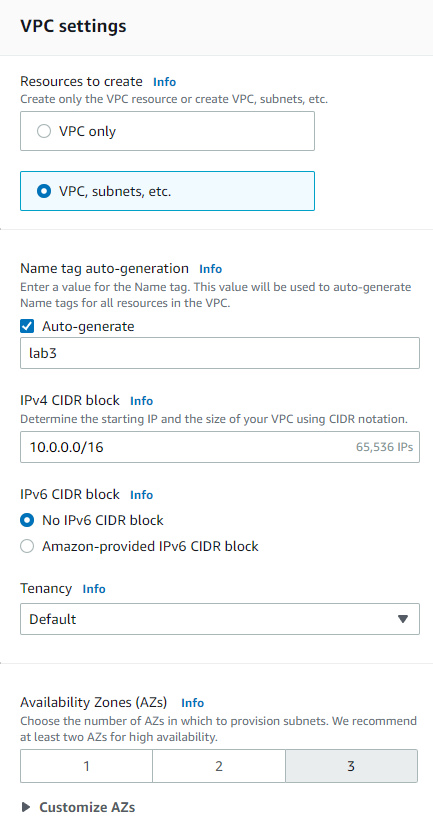 VPC settings
Resources to create Info
Create only the VPC resource or create VPC, subnets, etc.
VPC only
VPC, subnets, etc.
Name tag auto-generation Info
Enter a value for the Name tag. This value will be used to auto-generate
Name tags for all resources in the VPC.
Auto-generate
lab3
IPv4 CIDR block Info
Determine the starting IP and the size of your VPC using CIDR notation.
10.0.0.0/16 65,536 IPs
IPv6 CIDR block Info
No IPv6 CIDR block
Amazon-provided IPv6 CIDR block
Tenancy Info
Default
Availability Zones (AZs) Info
Choose the number of AZs in which to provision subnets. We recommend
at least two AZs for high availability.
1 2 3
Customize AZs